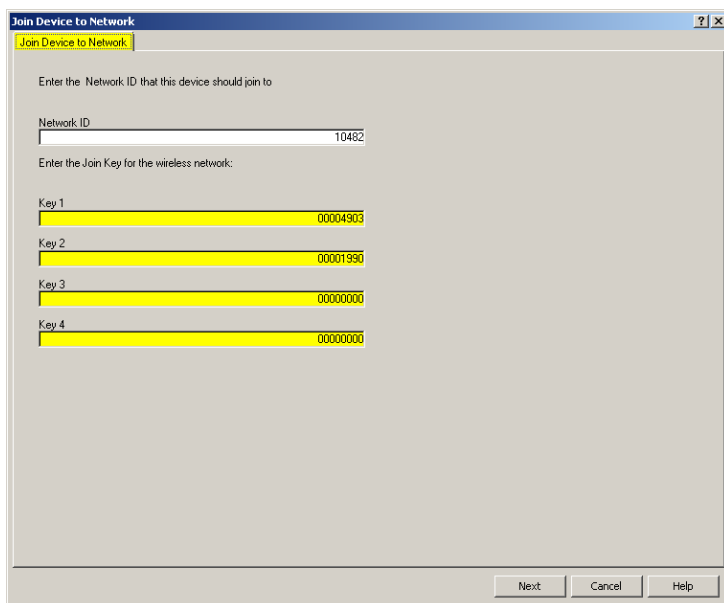 Join Device to Network
Join Device to Network
Enter the  Network ID that this device should join to
Network ID
10482
Enter the Join Key for the wireless network:
Key 1
00004903
Key 2
00001990
Key 3
00000000
Key 4
00000000
Next Cancel Help